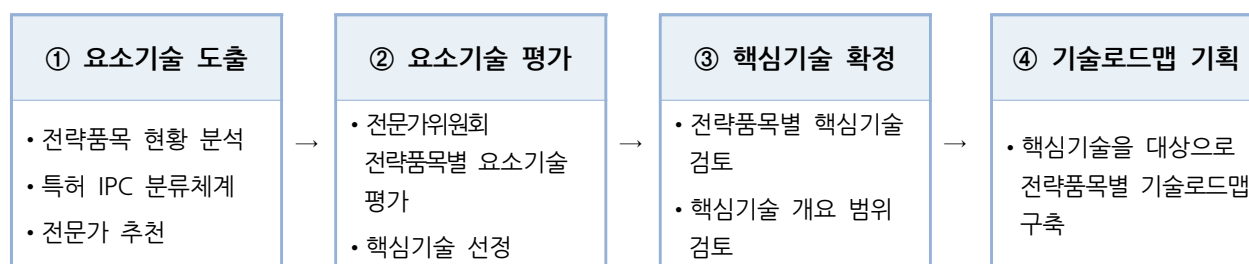 ① 요소기술 도출
• 전략품목 현황 분석
• 특허 IPC 분류체계
• 전문가 추천
→
② 요소기술 평가
• 전문가위원회
전략품목별 요소기술
평가
• 핵심기술 선정
→
③ 핵심기술 확정
• 전략품목별 핵심기술
검토
• 핵심기술 개요 범위
검토
→
④ 기술로드맵 기획
• 핵심기술을 대상으로
전략품목별 기술로드맵
구축